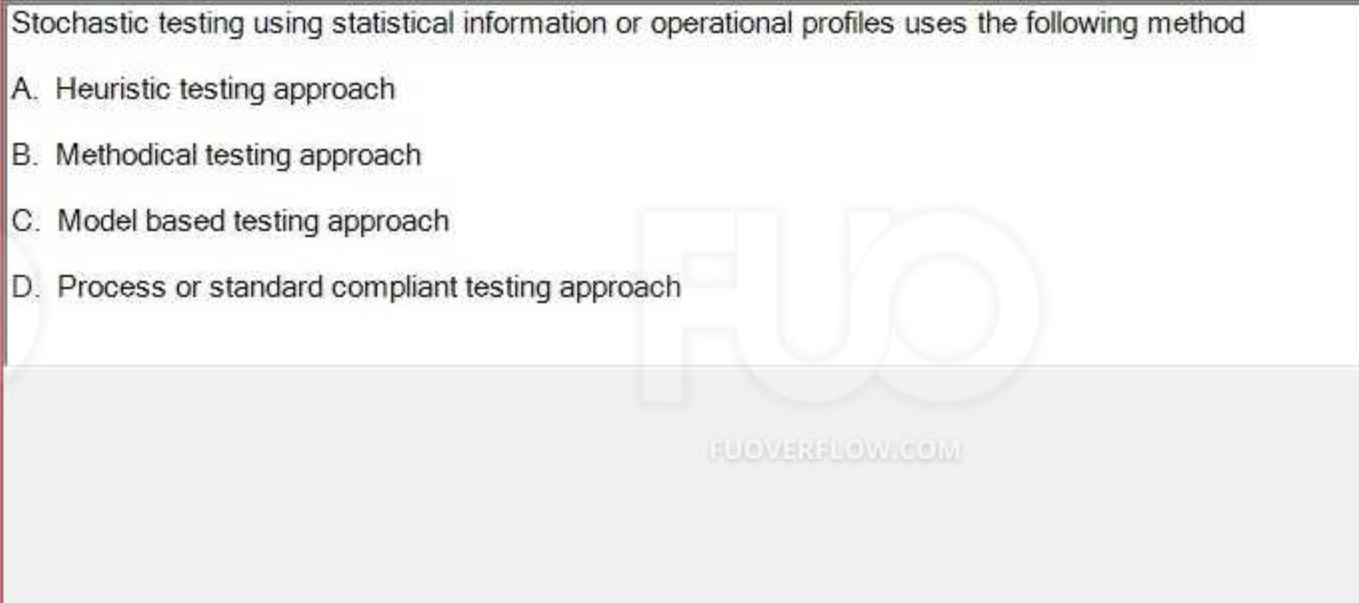 Stochastic testing using statistical information or operational profiles uses the following method
A. Heuristic testing approach
B. Methodical testing approach
C. Model based testing approach
D. Process or standard compliant testing approach
FUO
FUOVERFLOW.COM